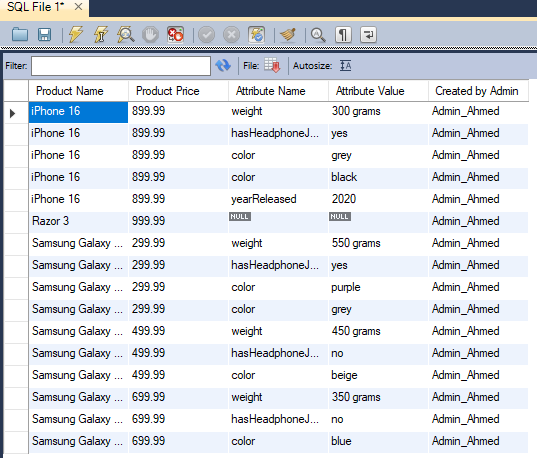 SQL File 1*
Filter: File: Autosize:
Product Name Product Price Attribute Name Attribute Value Created by Admin
iPhone 16 899.99 weight 300 grams Admin_Ahmed
iPhone 16 899.99 hasHeadphoneJ... yes Admin_Ahmed
iPhone 16 899.99 color grey Admin_Ahmed
iPhone 16 899.99 color black Admin_Ahmed
iPhone 16 899.99 yearReleased 2020 Admin_Ahmed
Razor 3 999.99 NULL NULL Admin_Ahmed
Samsung Galaxy ... 299.99 weight 550 grams Admin_Ahmed
Samsung Galaxy ... 299.99 hasHeadphoneJ... yes Admin_Ahmed
Samsung Galaxy ... 299.99 color purple Admin_Ahmed
Samsung Galaxy ... 299.99 color grey Admin_Ahmed
Samsung Galaxy ... 499.99 weight 450 grams Admin_Ahmed
Samsung Galaxy ... 499.99 hasHeadphoneJ... no Admin_Ahmed
Samsung Galaxy ... 499.99 color beige Admin_Ahmed
Samsung Galaxy ... 699.99 weight 350 grams Admin_Ahmed
Samsung Galaxy ... 699.99 hasHeadphoneJ... no Admin_Ahmed
Samsung Galaxy ... 699.99 color blue Admin_Ahmed